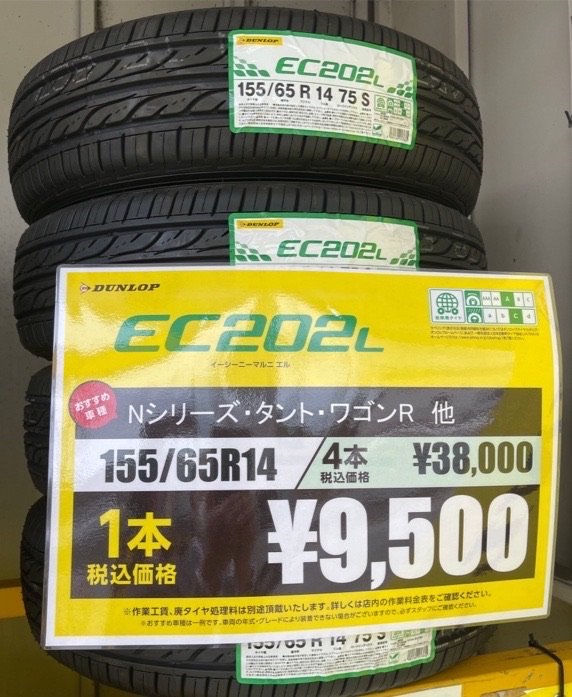 DUNLOP
EC202L
155/65 R 14 75 S
DUNLOP
EC202L
DUNLOP
EC202L
イーシーニーマルニ エル
低燃費タイヤ
AAA AA A B C
a b c d
おすすめ
車種
Nシリーズ・タント・ワゴンR 他
155/65R14
4本
税込価格
¥38,000
1本
税込価格
¥9,500
※作業工賃、廃タイヤ処理料は別途頂戴いたします。詳しくは店内の作業料金表をご確認ください。
※おすすめ車種は一例です。車両の年式・グレードにより装着できない場合がございますので、必ずスタッフにご確認ください。
155/65 R 14 75 S